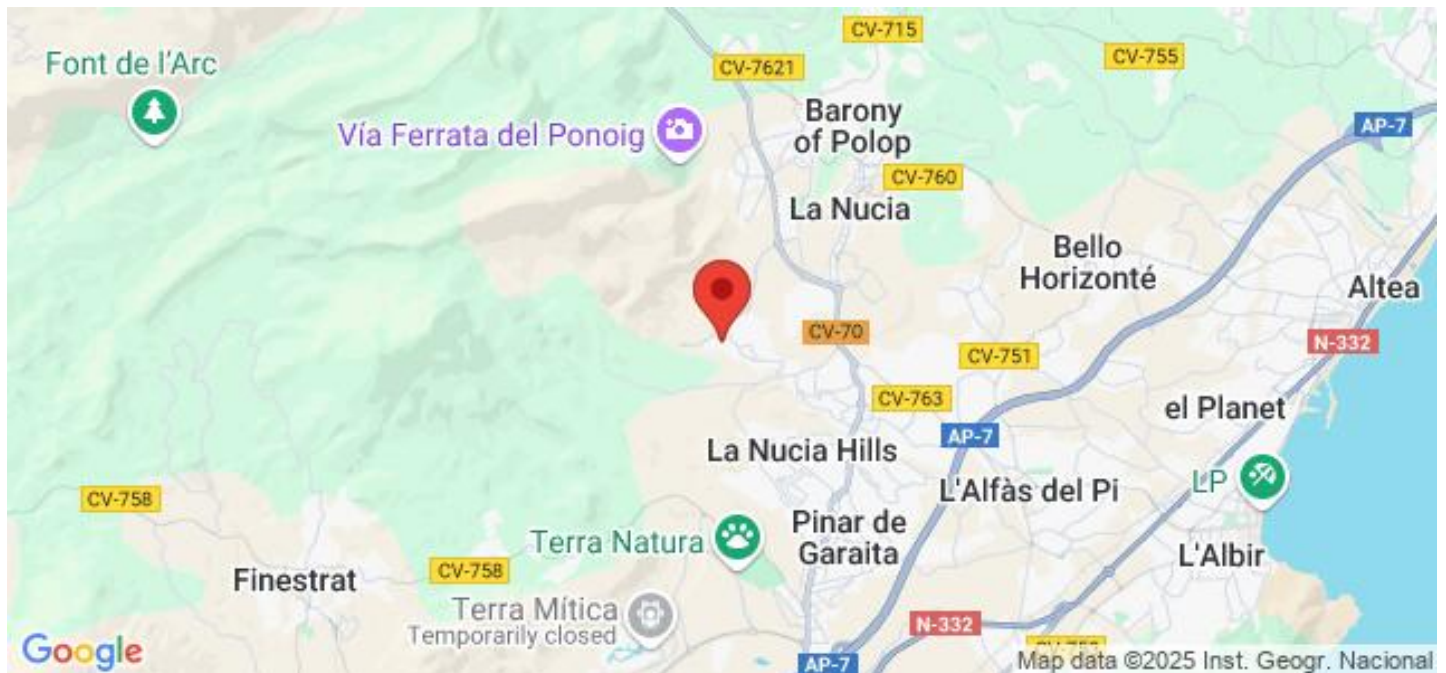 CV-715
CV-755
Font de l'Arc
CV-7621
Barony
of Polop
AP-7
Vía Ferrata del Ponoig
CV-760
La Nucia
Bello
Horizonté
Altea
CV-70
N-332
CV-751
CV-763
el Planet
AP-7
La Nucia Hills
LP
CV-758
L'Alfàs del Pi
Pinar de
Garaita
Terra Natura
L'Albir
Finestrat
CV-758
Terra Mítica
Temporarily closed
N-332
Google
AP-7
Map data ©2025 Inst. Geogr. Nacional